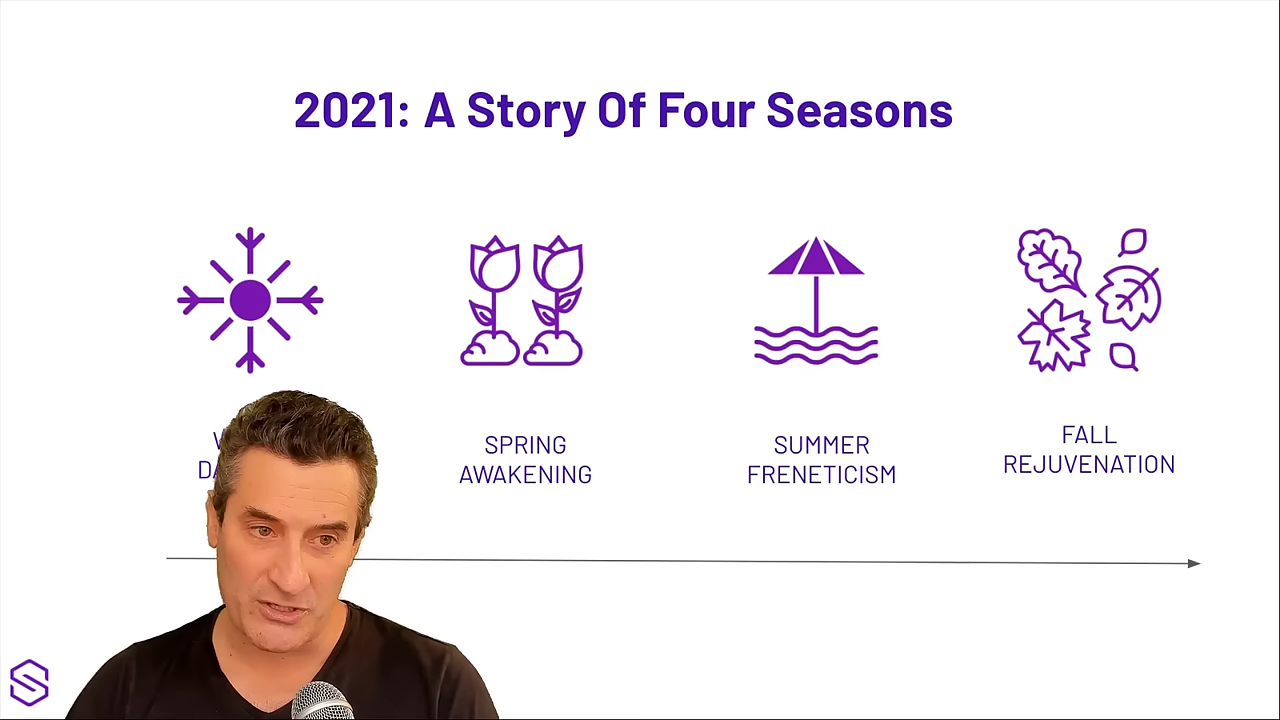 2021: A Story Of Four Seasons
SPRING
AWAKENING
SUMMER
FRENETICISM
FALL
REJUVENATION